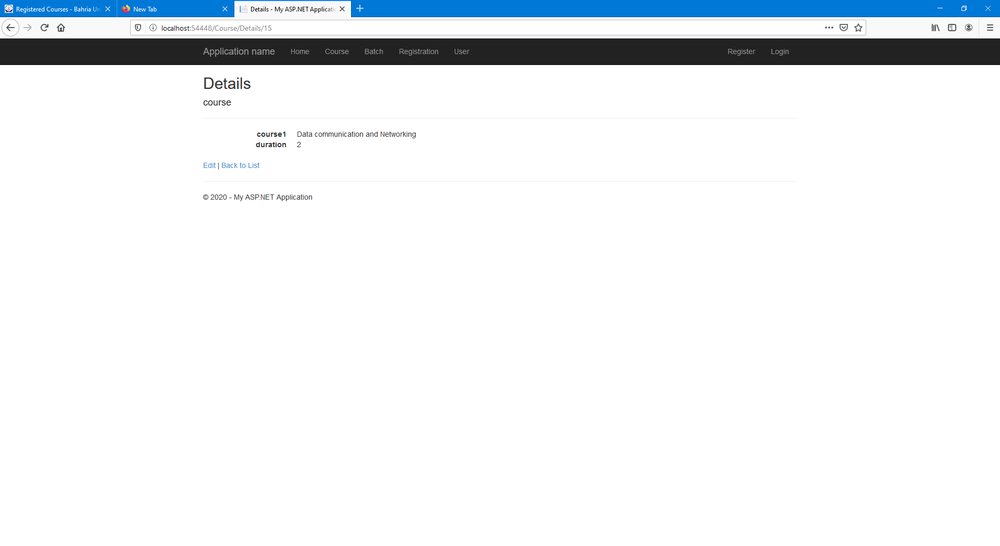 Registered Courses - Bahria Un
New Tab
Details - My ASP.NET Applicati
localhost:54448/Course/Details/15
Application name Home Course Batch Registration User Register Login
Details
course
course1 Data communication and Networking
duration 2
Edit | Back to List
© 2020 - My ASP.NET Application